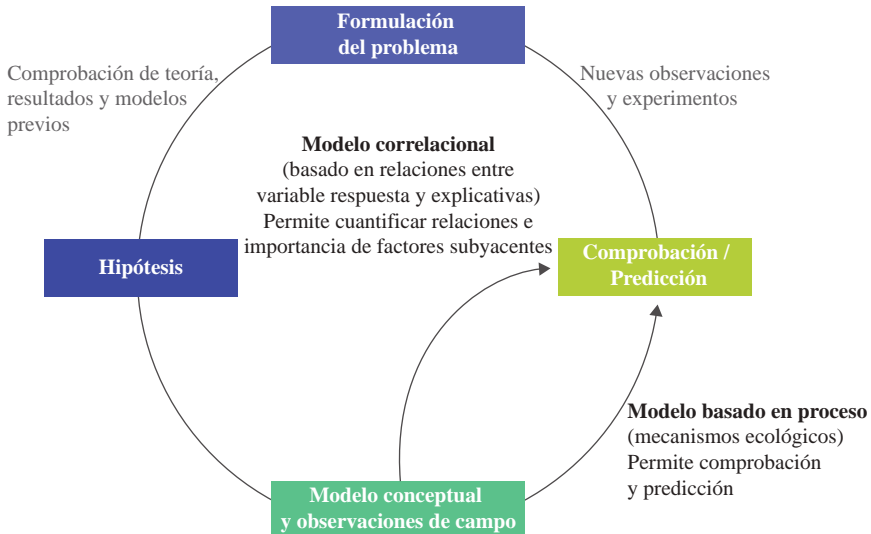 Formulación
del problema
Comprobación de teoría,
resultados y modelos
previos
Nuevas observaciones
y experimentos
Modelo correlacional
(basado en relaciones entre
variable respuesta y explicativas)
Permite cuantificar relaciones e
importancia de factores subyacentes
Hipótesis
Comprobación /
Predicción
Modelo basado en proceso
(mecanismos ecológicos)
Permite comprobación
y predicción
Modelo conceptual
y observaciones de campo